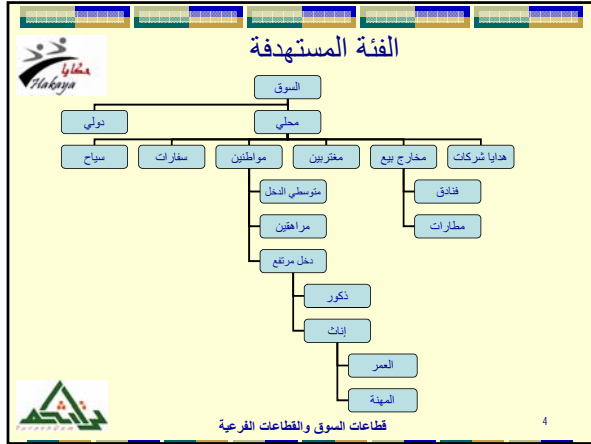 الفئة المستهدفة
حكايا
Hakaya
السوق
محلي
دولي
هدايا شركات
مخارج بيع
مغتربين
مواطنين
سفارات
سياح
فنادق
مطارات
متوسطي الدخل
مراهقين
دخل مرتفع
ذكور
إناث
العمر
المهنة
قطاعات السوق والقطاعات الفرعية
4